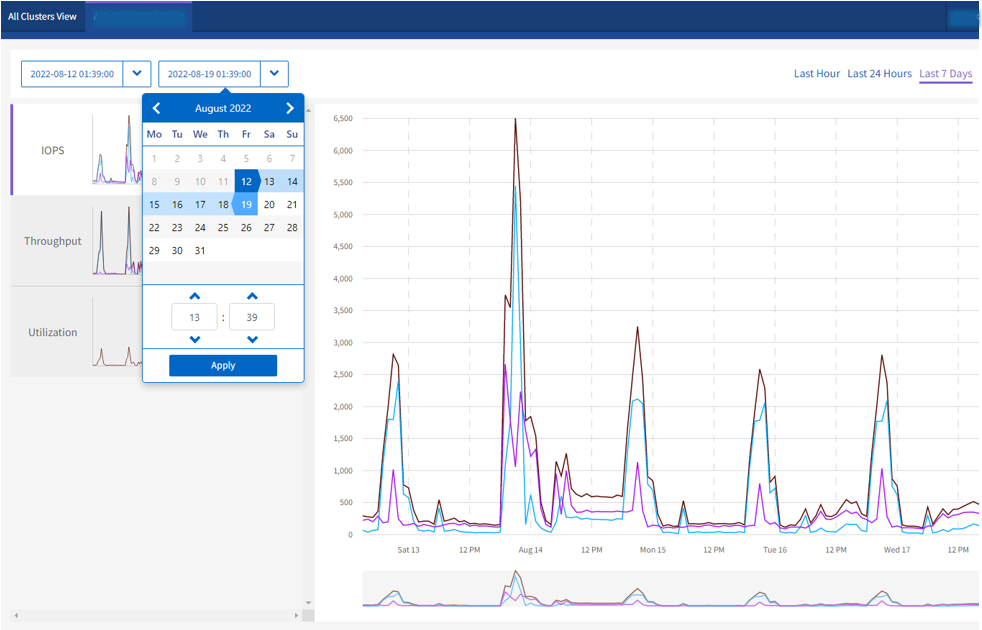 All Clusters View
2022-08-12 01:39:00
2022-08-19 01:39:00
Last Hour Last 24 Hours Last 7 Days
August 2022
Mo Tu We Th Fr Sa Su
1 2 3 4 5 6 7
8 9 10 11 12 13 14
15 16 17 18 19 20 21
22 23 24 25 26 27 28
29 30 31
13 : 39
Apply
IOPS
Throughput
Utilization
6,500
6,000
5,500
5,000
4,500
4,000
3,500
3,000
2,500
2,000
1,500
1,000
500
0
Sat 13 12 PM Aug 14 12 PM Mon 15 12 PM Tue 16 12 PM Wed 17 12 PM